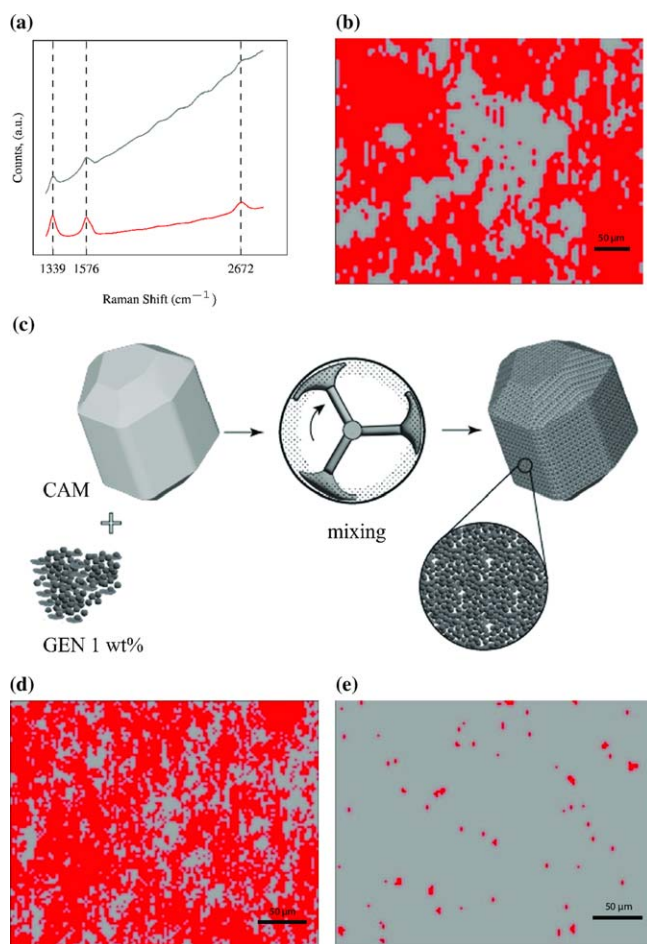 (a)
Counts, (a.u.)
1339 1576 2672
Raman Shift (cm⁻¹)
(b)
50 µm
(c)
CAM
+
GEN 1 wt%
mixing
(d)
50 µm
(e)
50 µm